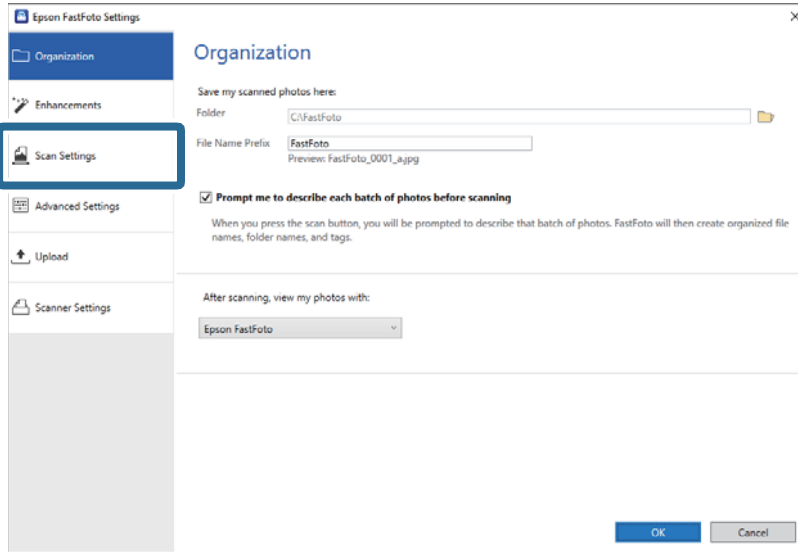 Epson FastFoto Settings
Organization
Enhancements
Scan Settings
Advanced Settings
Upload
Scanner Settings
Organization
Save my scanned photos here:
Folder
C:\FastFoto
File Name Prefix
FastFoto
Preview: FastFoto_0001_a.jpg
Prompt me to describe each batch of photos before scanning
When you press the scan button, you will be prompted to describe that batch of photos. FastFoto will then create organized file
names, folder names, and tags.
After scanning, view my photos with:
Epson FastFoto
OK
Cancel